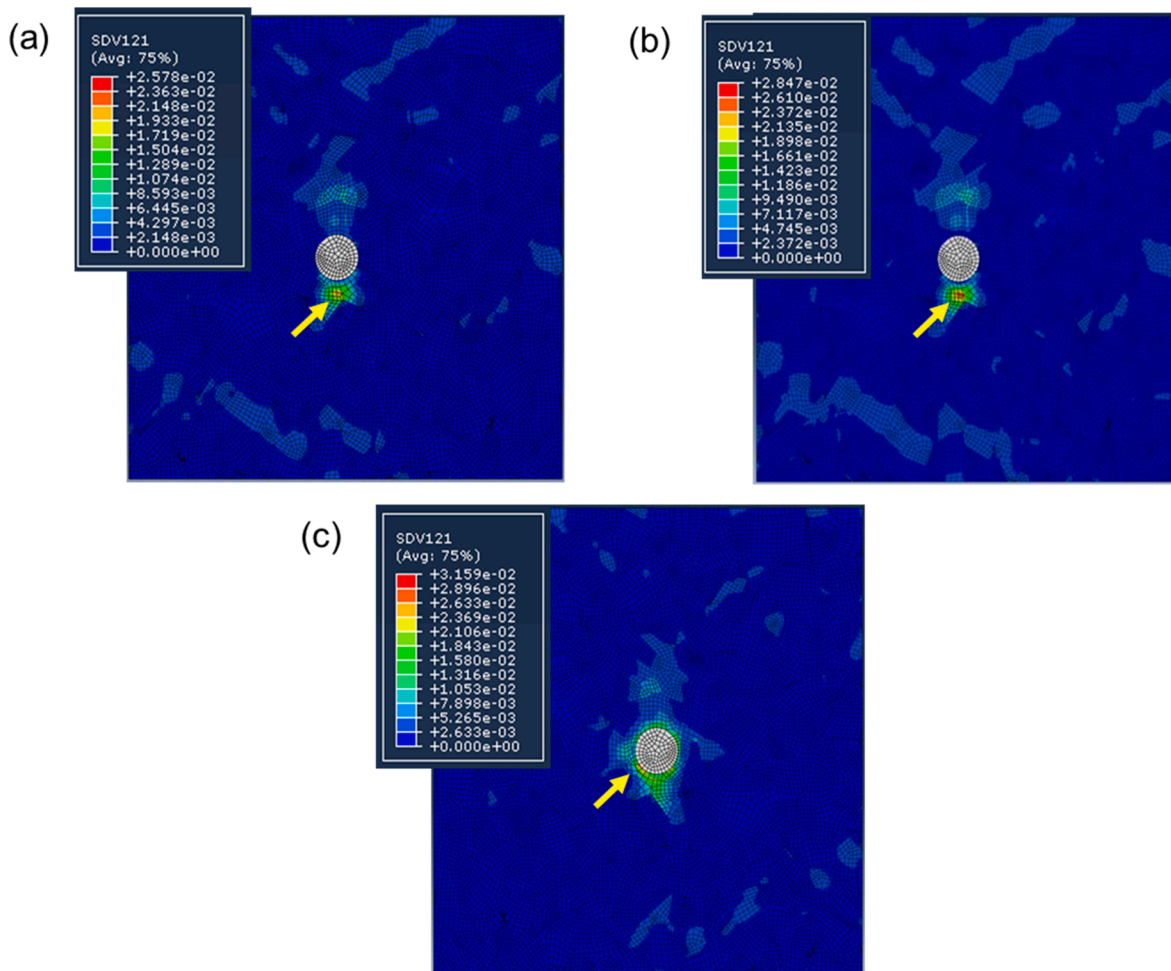 (a)
SDV121
(Avg: 75%)
+2.578e-02
+2.363e-02
+2.148e-02
+1.933e-02
+1.719e-02
+1.504e-02
+1.289e-02
+1.074e-02
+8.593e-03
+6.445e-03
+4.297e-03
+2.148e-03
+0.000e+00
(b)
SDV121
(Avg: 75%)
+2.847e-02
+2.610e-02
+2.372e-02
+2.135e-02
+1.898e-02
+1.661e-02
+1.423e-02
+1.186e-02
+9.490e-03
+7.117e-03
+4.745e-03
+2.372e-03
+0.000e+00
(c)
SDV121
(Avg: 75%)
+3.159e-02
+2.896e-02
+2.633e-02
+2.369e-02
+2.106e-02
+1.843e-02
+1.580e-02
+1.316e-02
+1.053e-02
+7.898e-03
+5.265e-03
+2.633e-03
+0.000e+00